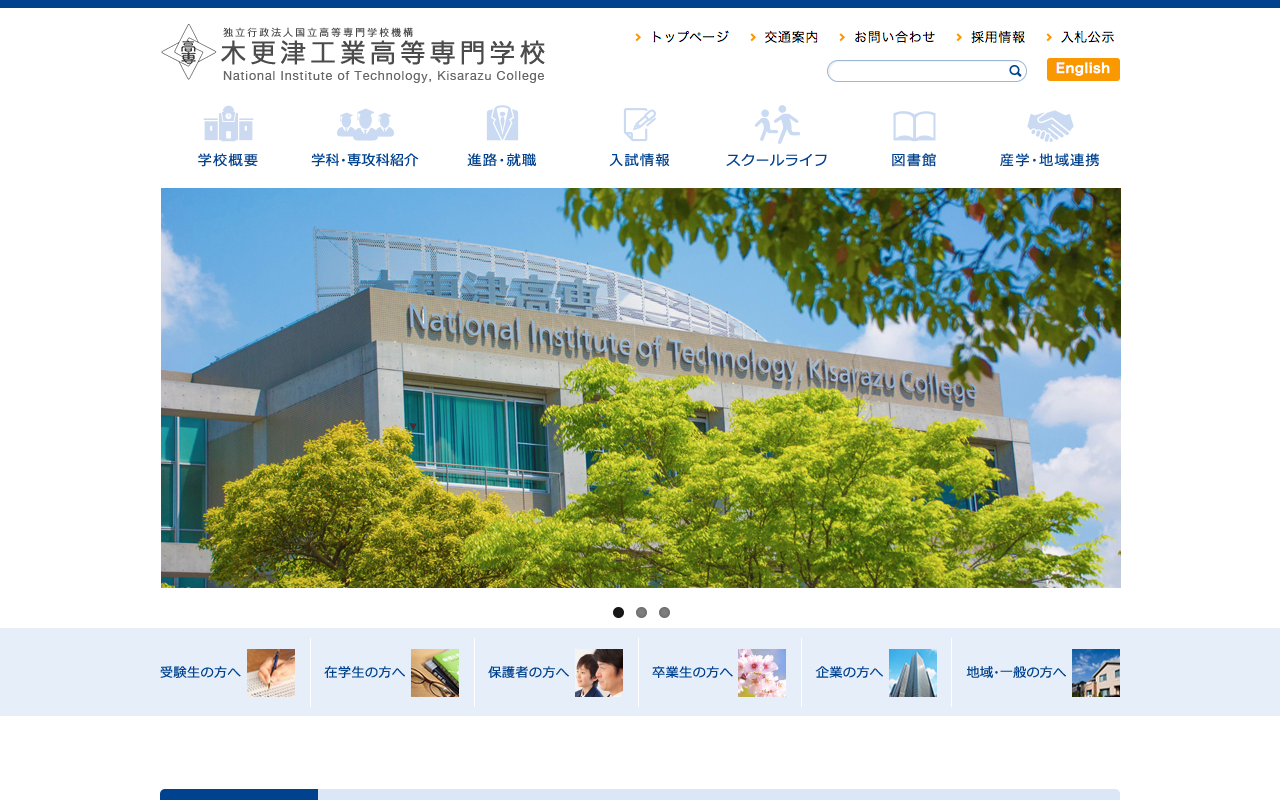 独立行政法人国立高等専門学校機構
高専
木更津工業高等専門学校
National Institute of Technology, Kisarazu College
トップページ
交通案内
お問い合わせ
採用情報
入札公示
English
学校概要
学科・専攻科紹介
進路・就職
入試情報
スクールライフ
図書館
産学・地域連携
木更津高専
National Institute of Technology, Kisarazu College
受験生の方へ
在学生の方へ
保護者の方へ
卒業生の方へ
企業の方へ
地域・一般の方へ